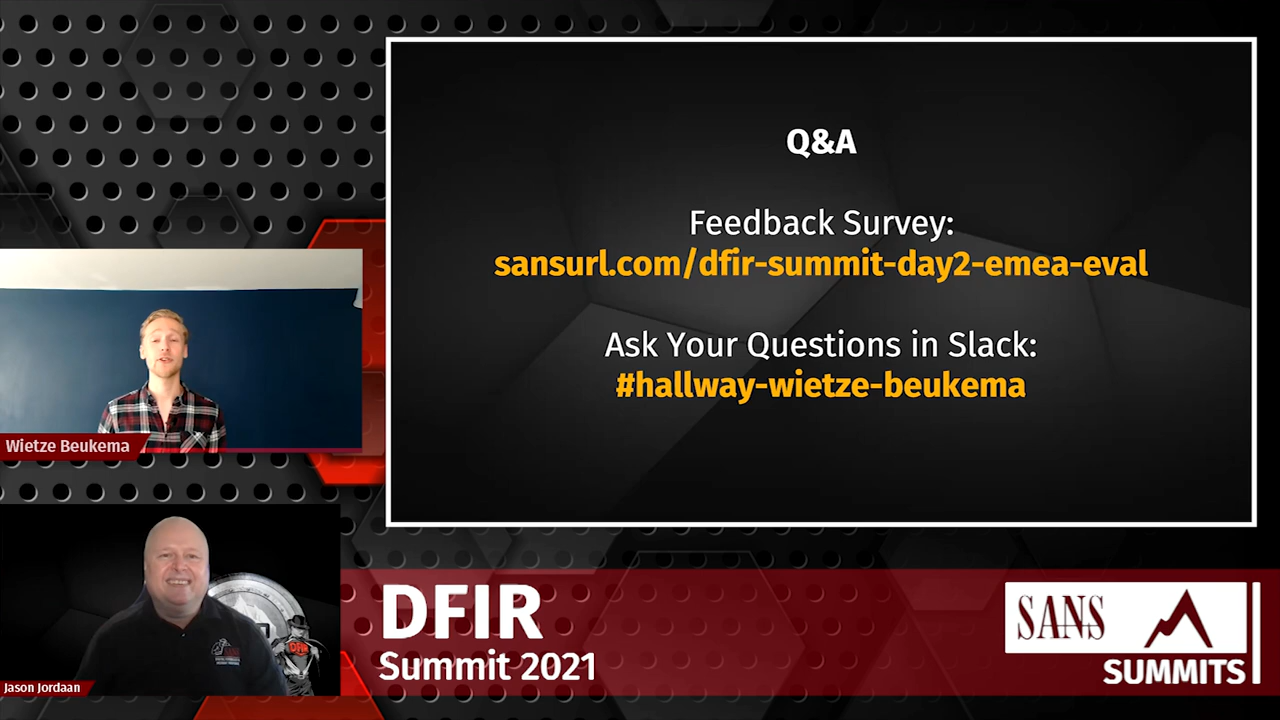 Q&A
Feedback Survey:
sansurl.com/dfir-summit-day2-emea-eval
Ask Your Questions in Slack:
#hallway-wietze-beukema
Wietze Beukema
Jason Jordaan
DFIR
DFIR
Summit 2021
SANS
SUMMITS